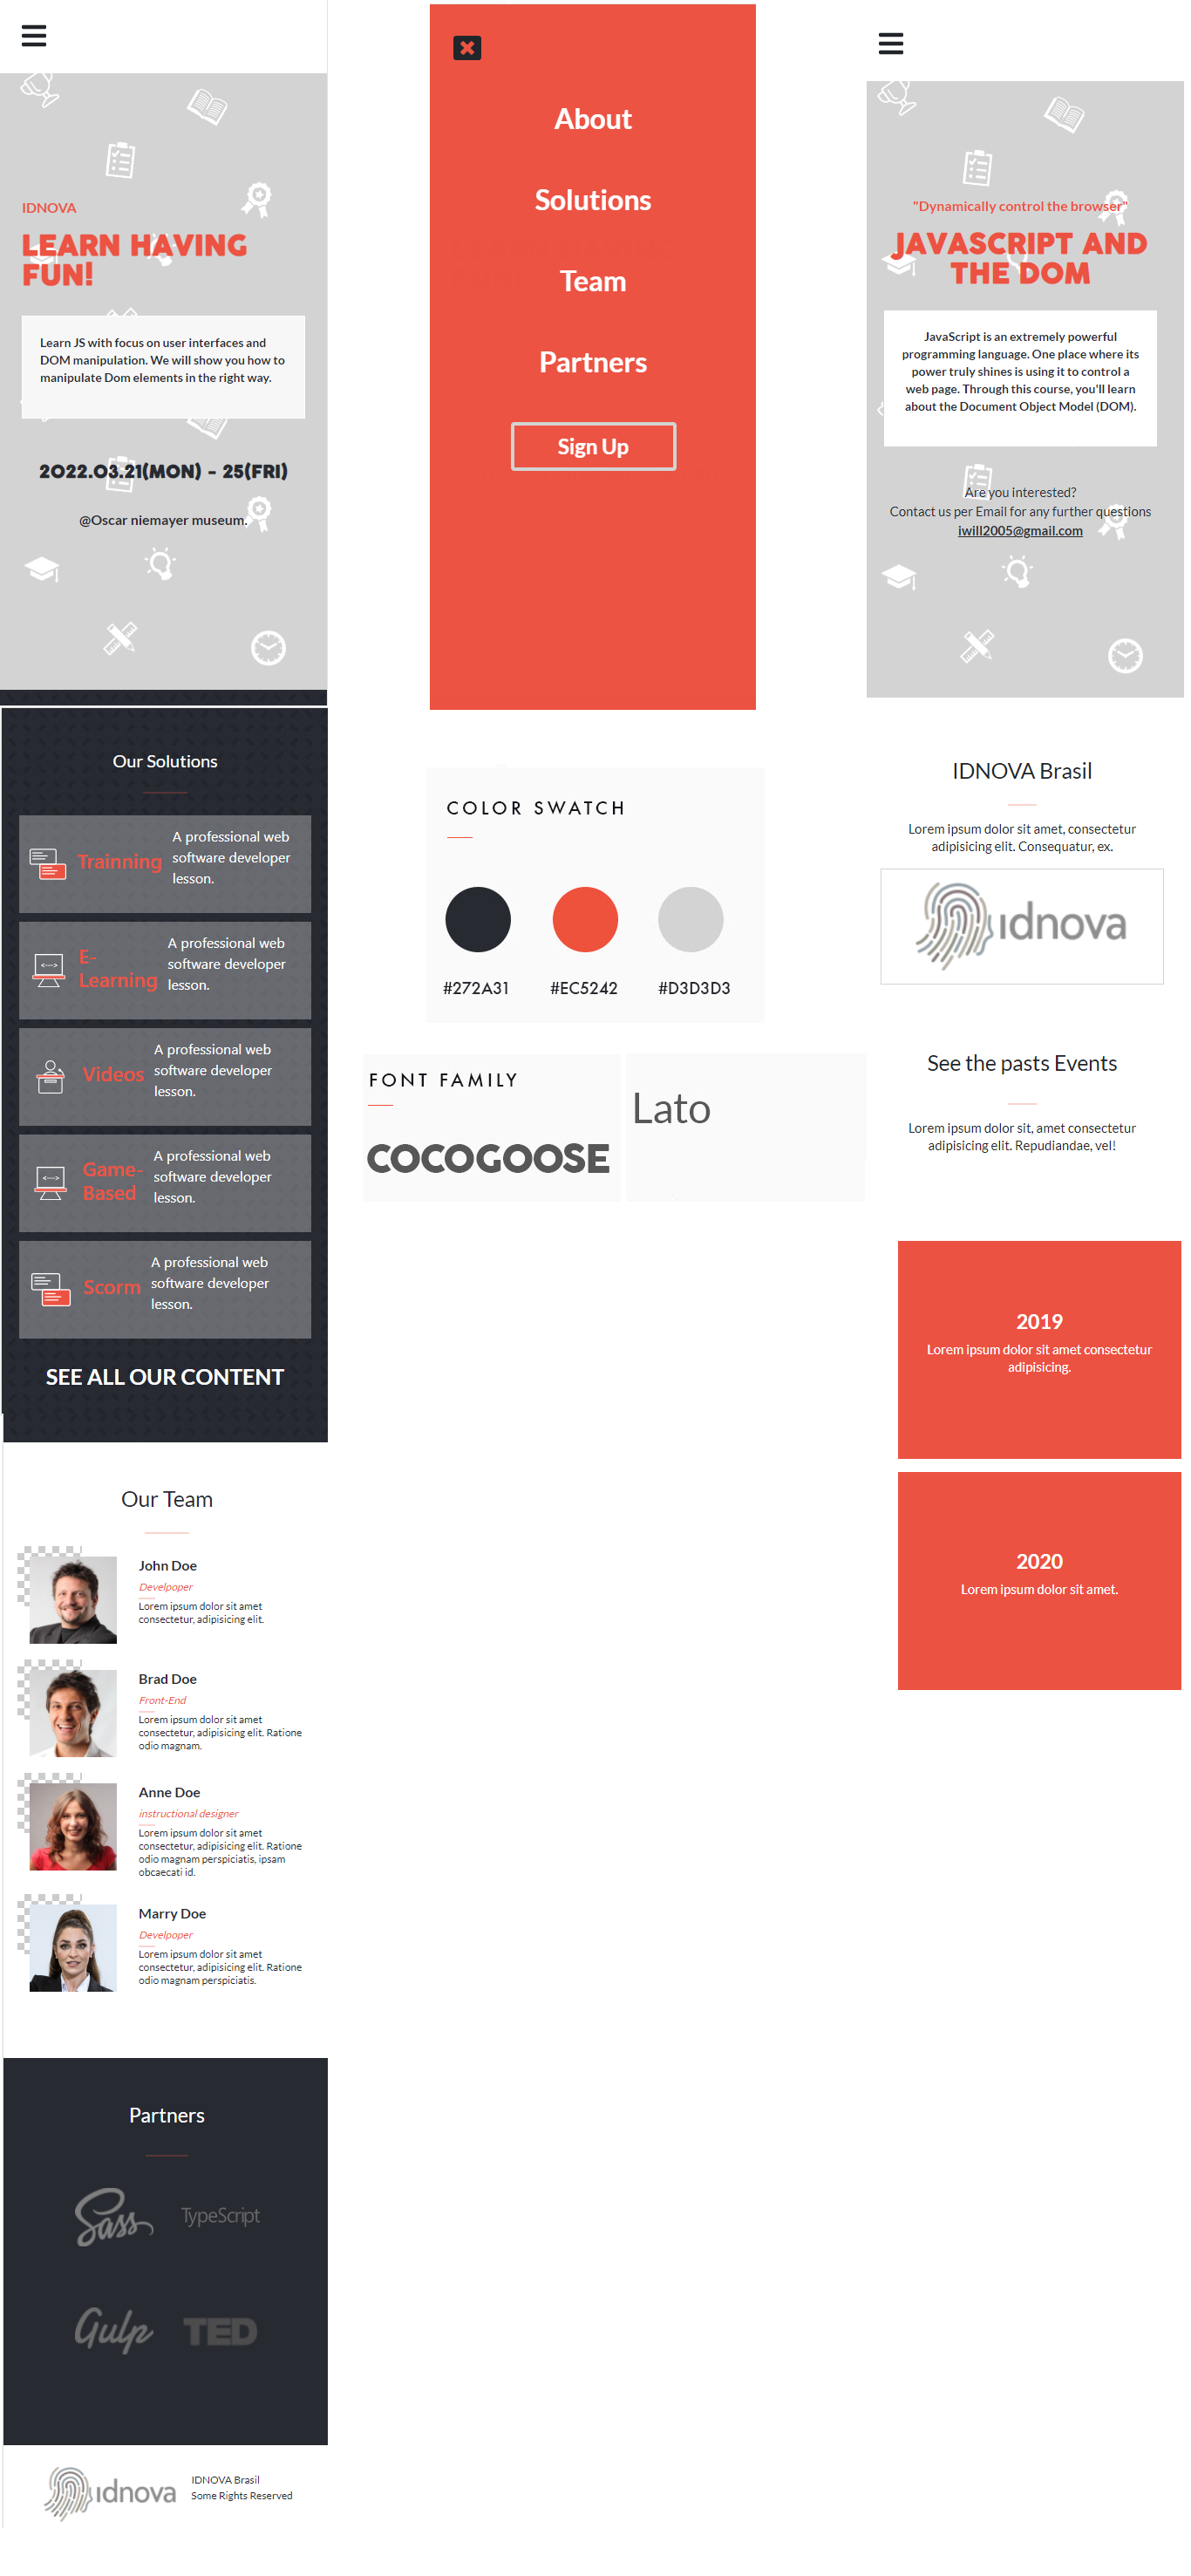 IDNOVA
LEARN HAVING
FUN!
Learn JS with focus on user interfaces and
DOM manipulation. We will show you how to
manipulate Dom elements in the right way.
2022.03.21(MON) - 25(FRI)
@Oscar niemayer museum.
Our Solutions
Trainning
A professional web
software developer
lesson.
E-
Learning
A professional web
software developer
lesson.
Videos
A professional web
software developer
lesson.
Game-
Based
A professional web
software developer
lesson.
Scorm
A professional web
software developer
lesson.
SEE ALL OUR CONTENT
Our Team
John Doe
Develpoper
Lorem ipsum dolor sit amet
consectetur, adipisicing elit.
Brad Doe
Front-End
Lorem ipsum dolor sit amet
consectetur, adipisicing elit. Ratione
odio magnam.
Anne Doe
instructional designer
Lorem ipsum dolor sit amet
consectetur, adipisicing elit. Ratione
odio magnam perspiciatis, ipsam
obcaecati id.
Marry Doe
Develpoper
Lorem ipsum dolor sit amet
consectetur, adipisicing elit. Ratione
odio magnam perspiciatis.
Partners
Sass
TypeScript
Gulp
TED
idnova
IDNOVA Brasil
Some Rights Reserved
About
Solutions
Team
Partners
Sign Up
COLOR SWATCH
#272A31
#EC5242
#D3D3D3
FONT FAMILY
COCOGOOSE
Lato
"Dynamically control the browser"
JAVASCRIPT AND
THE DOM
JavaScript is an extremely powerful
programming language. One place where its
power truly shines is using it to control a
web page. Through this course, you'll learn
about the Document Object Model (DOM).
Are you interested?
Contact us per Email for any further questions
iwill2005@gmail.com
IDNOVA Brasil
Lorem ipsum dolor sit amet, consectetur
adipisicing elit. Consequatur, ex.
idnova
See the pasts Events
Lorem ipsum dolor sit, amet consectetur
adipisicing elit. Repudiandae, vel!
2019
Lorem ipsum dolor sit amet consectetur
adipisicing.
2020
Lorem ipsum dolor sit amet.